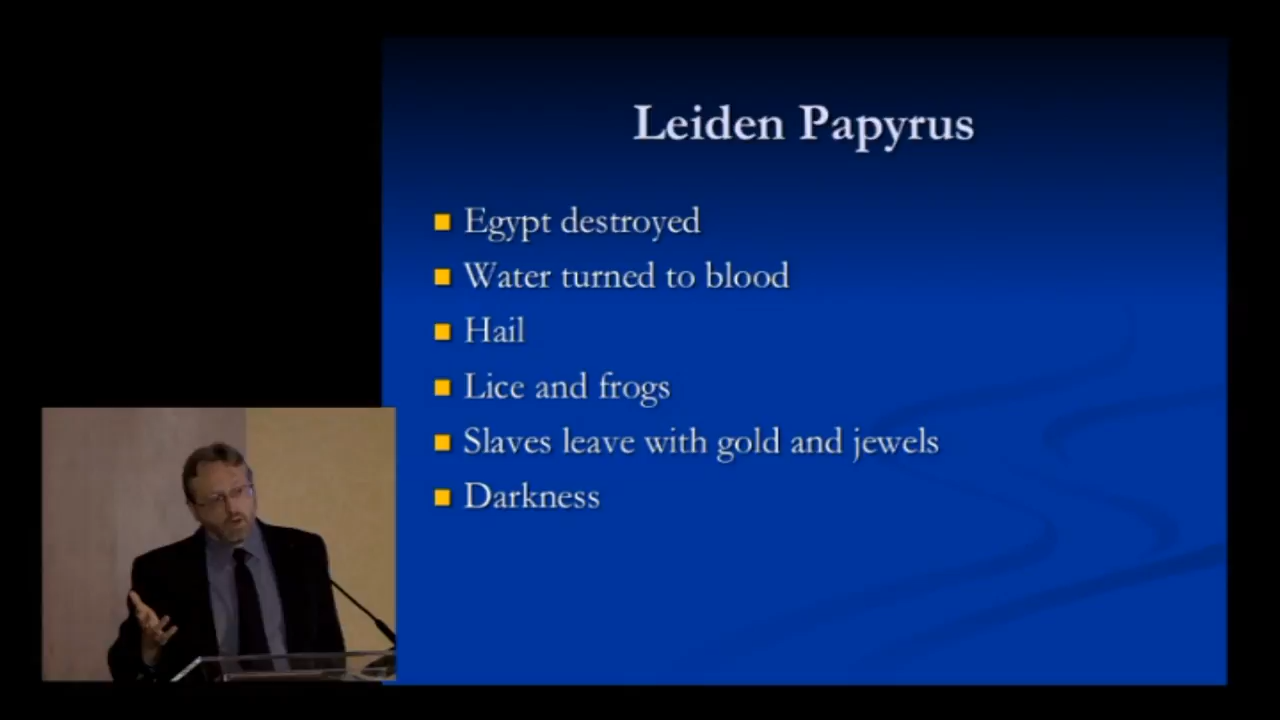 Leiden Papyrus
Egypt destroyed
Water turned to blood
Hail
Lice and frogs
Slaves leave with gold and jewels
Darkness